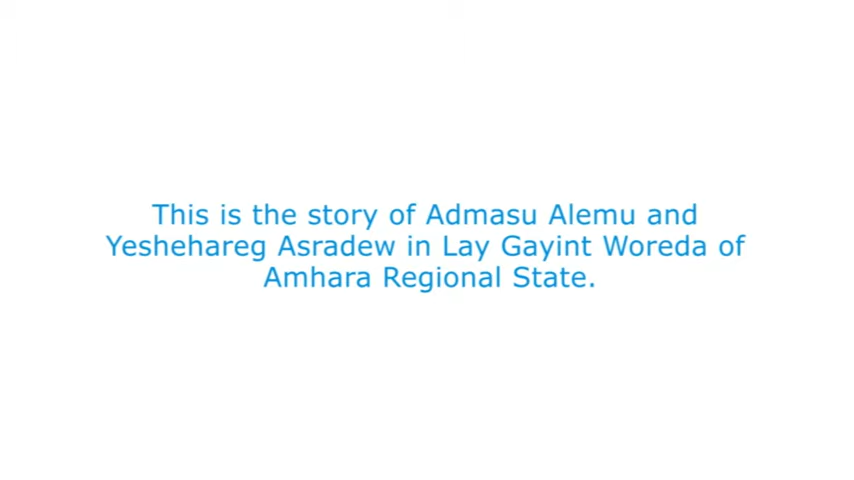 This is the story of Admasu Alemu and
Yeshehareg Asradew in Lay Gayint Woreda of
Amhara Regional State.